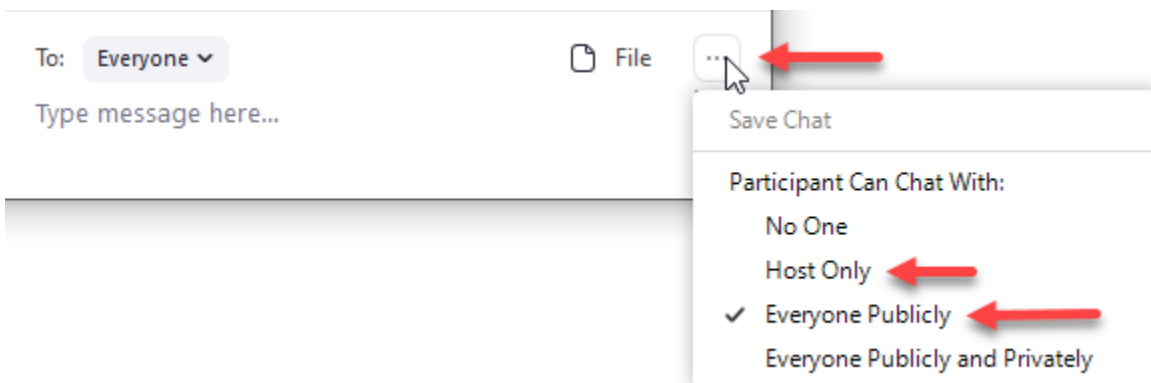 To: Everyone File ...
Type message here...
Save Chat
Participant Can Chat With:
No One
Host Only
Everyone Publicly
Everyone Publicly and Privately